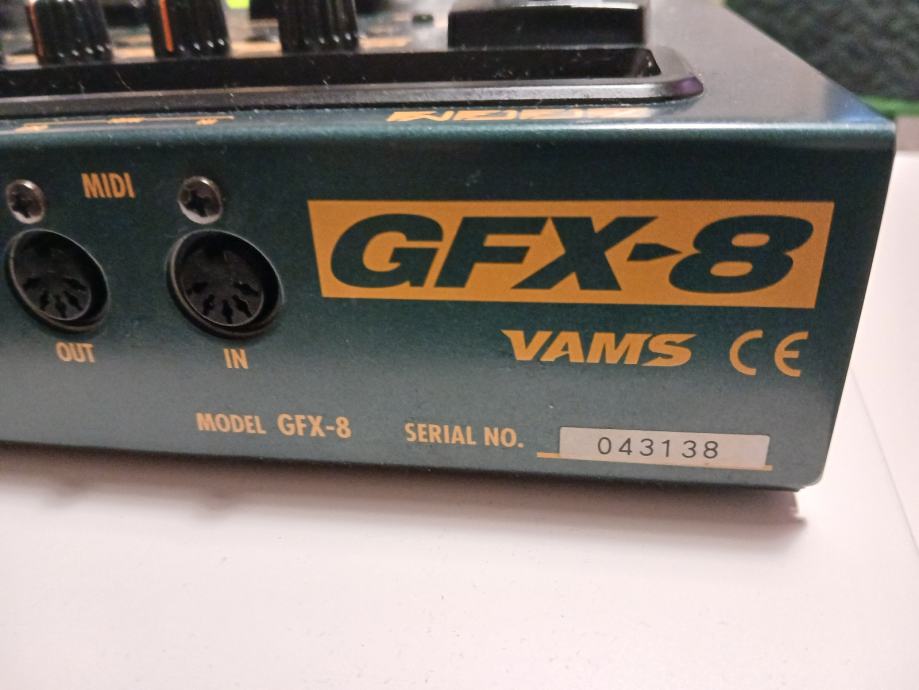 MIDI
GFX-8
OUT
IN
VAMS CE
MODEL GFX-8 SERIAL NO. 043138